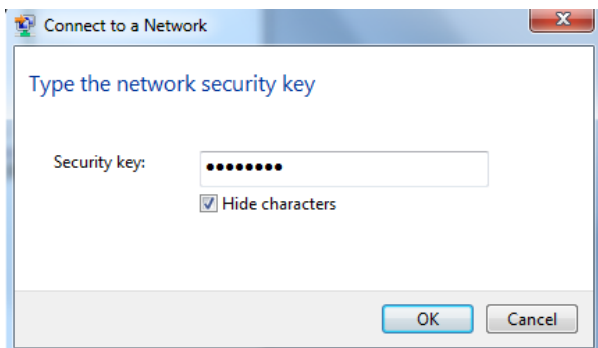 Connect to a Network
Type the network security key
Security key: ●●●●●●●●
Hide characters
OK Cancel